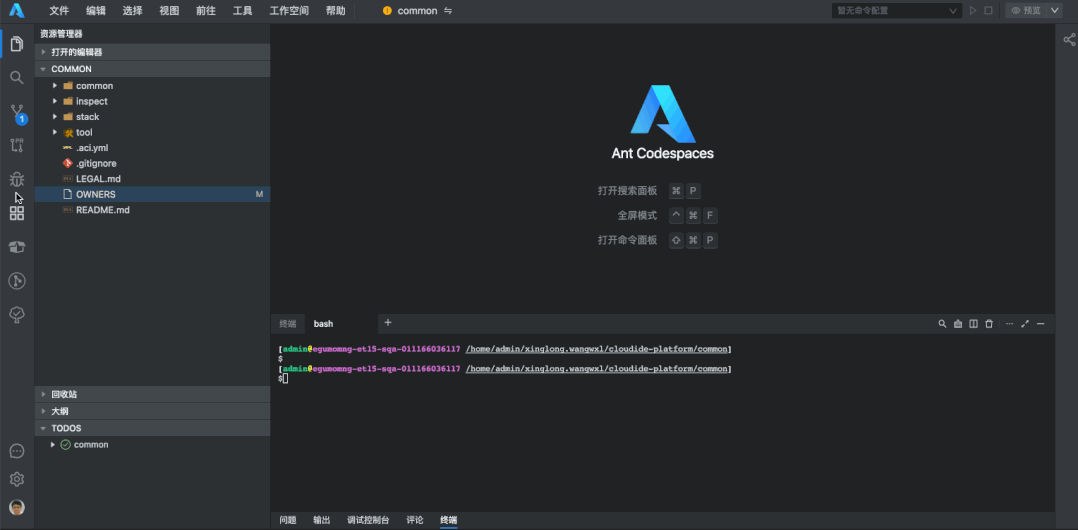 文件 编辑 选择 视图 前往 工具 工作空间 帮助 common 暂无命令配置 预览
资源管理器
打开的编辑器
COMMON
common
inspect
stack
tool
.aci.yml
.gitignore
LEGAL.md
OWNERS M
README.md
1
回收站
大纲
TODOS
common
Ant Codespaces
打开搜索面板 ⌘ P
全屏模式 ^ ⌘ F
打开命令面板 ⇧ ⌘ P
终端 bash +
[admin@egumomng-et15-sqa-011166036117 /home/admin/xinglong.wangwxl/cloudide-platform/common]
$
[admin@egumomng-et15-sqa-011166036117 /home/admin/xinglong.wangwxl/cloudide-platform/common]
$
问题 输出 调试控制台 评论 终端